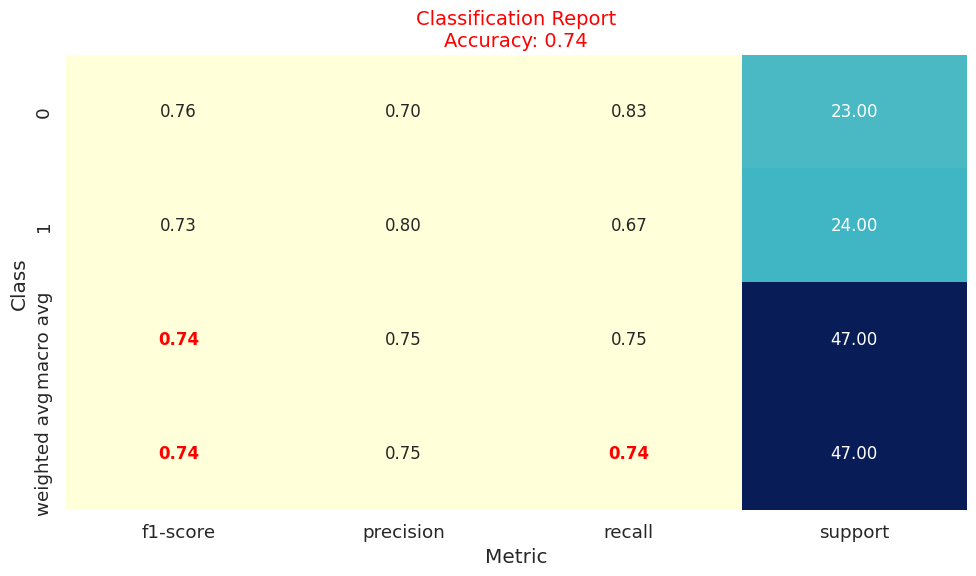 Classification Report
Accuracy: 0.74
Class
0 0.76 0.70 0.83 23.00
1 0.73 0.80 0.67 24.00
macro avg 0.74 0.75 0.75 47.00
weighted avg 0.74 0.75 0.74 47.00
f1-score precision recall support
Metric